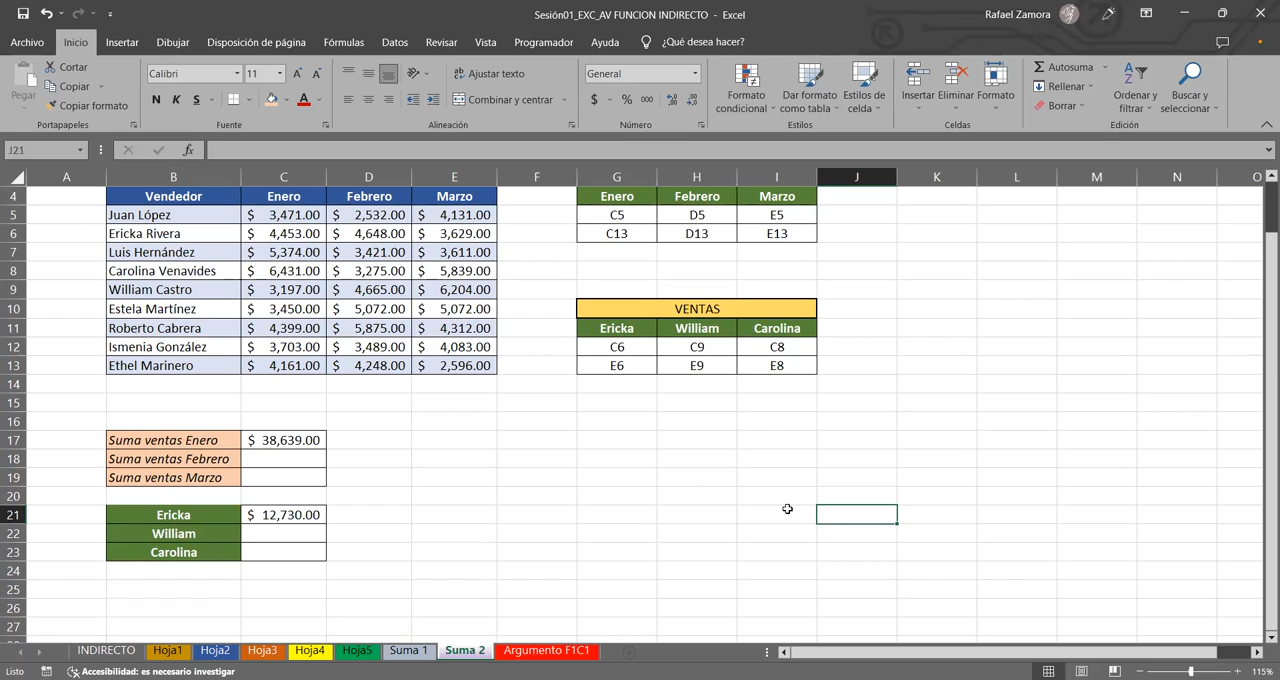 Sesión01_EXC_AV FUNCION INDIRECTO - Excel
Rafael Zamora
Archivo Inicio Insertar Dibujar Disposición de página Fórmulas Datos Revisar Vista Programador Ayuda ¿Qué desea hacer?
Pegar
Cortar
Copiar
Copiar formato
Portapapeles
Calibri 11
N K S
Fuente
Ajustar texto
Combinar y centrar
Alineación
General
$ % 000
Número
Formato condicional
Dar formato como tabla
Estilos de celda
Estilos
Insertar Eliminar Formato
Celdas
Autosuma
Rellenar
Borrar
Ordenar y filtrar
Buscar y seleccionar
Edición
J21 fx
A B C D E F G H I J K L M N O
4 Vendedor Enero Febrero Marzo Enero Febrero Marzo
5 Juan López $ 3,471.00 $ 2,532.00 $ 4,131.00 C5 D5 E5
6 Ericka Rivera $ 4,453.00 $ 4,648.00 $ 3,629.00 C13 D13 E13
7 Luis Hernández $ 5,374.00 $ 3,421.00 $ 3,611.00
8 Carolina Venavides $ 6,431.00 $ 3,275.00 $ 5,839.00
9 William Castro $ 3,197.00 $ 4,665.00 $ 6,204.00
10 Estela Martínez $ 3,450.00 $ 5,072.00 $ 5,072.00 VENTAS
11 Roberto Cabrera $ 4,399.00 $ 5,875.00 $ 4,312.00 Ericka William Carolina
12 Ismenia González $ 3,703.00 $ 3,489.00 $ 4,083.00 C6 C9 C8
13 Ethel Marinero $ 4,161.00 $ 4,248.00 $ 2,596.00 E6 E9 E8
14
15
16
17 Suma ventas Enero $ 38,639.00
18 Suma ventas Febrero
19 Suma ventas Marzo
20
21 Ericka $ 12,730.00
22 William
23 Carolina
24
25
26
27
INDIRECTO Hoja1 Hoja2 Hoja3 Hoja4 Hoja5 Suma 1 Suma 2 Argumento F1C1
Listo Accesibilidad: es necesario investigar 115%